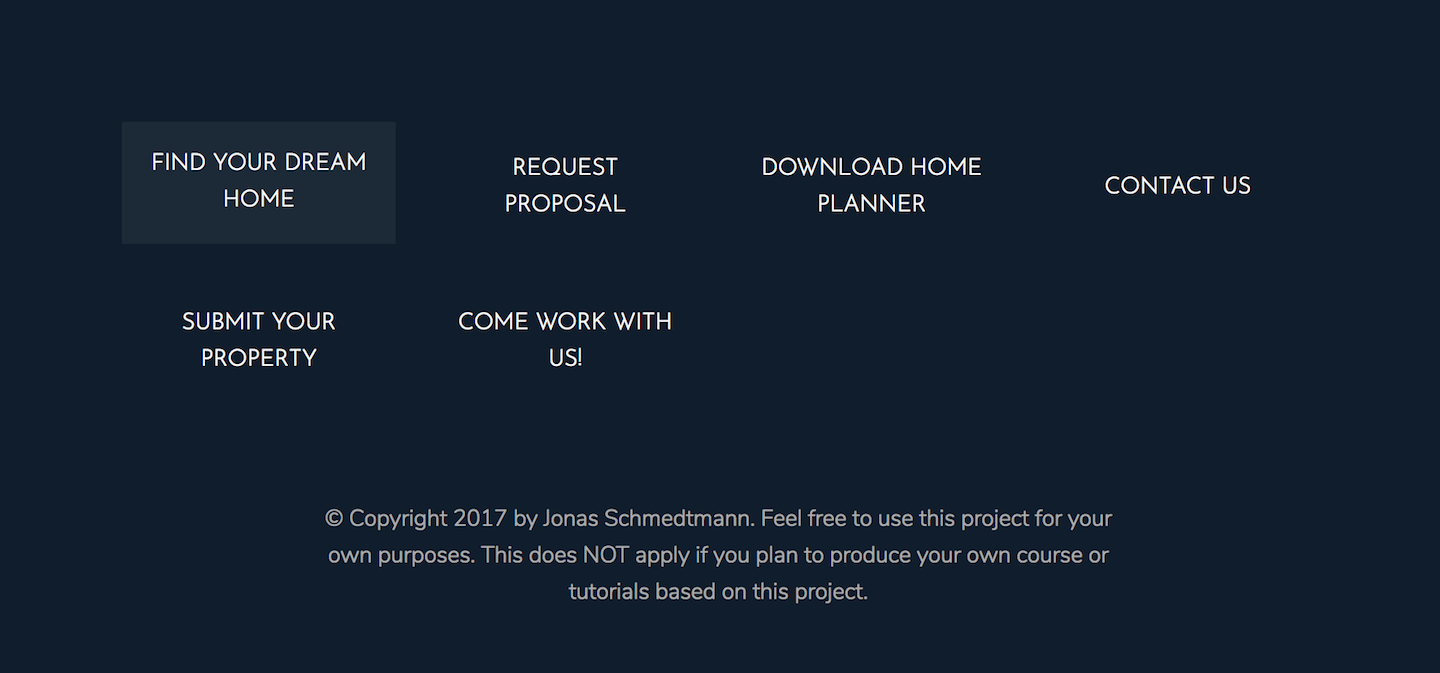 FIND YOUR DREAM
HOME
REQUEST
PROPOSAL
DOWNLOAD HOME
PLANNER
CONTACT US
SUBMIT YOUR
PROPERTY
COME WORK WITH
US!
© Copyright 2017 by Jonas Schmedtmann. Feel free to use this project for your
own purposes. This does NOT apply if you plan to produce your own course or
tutorials based on this project.